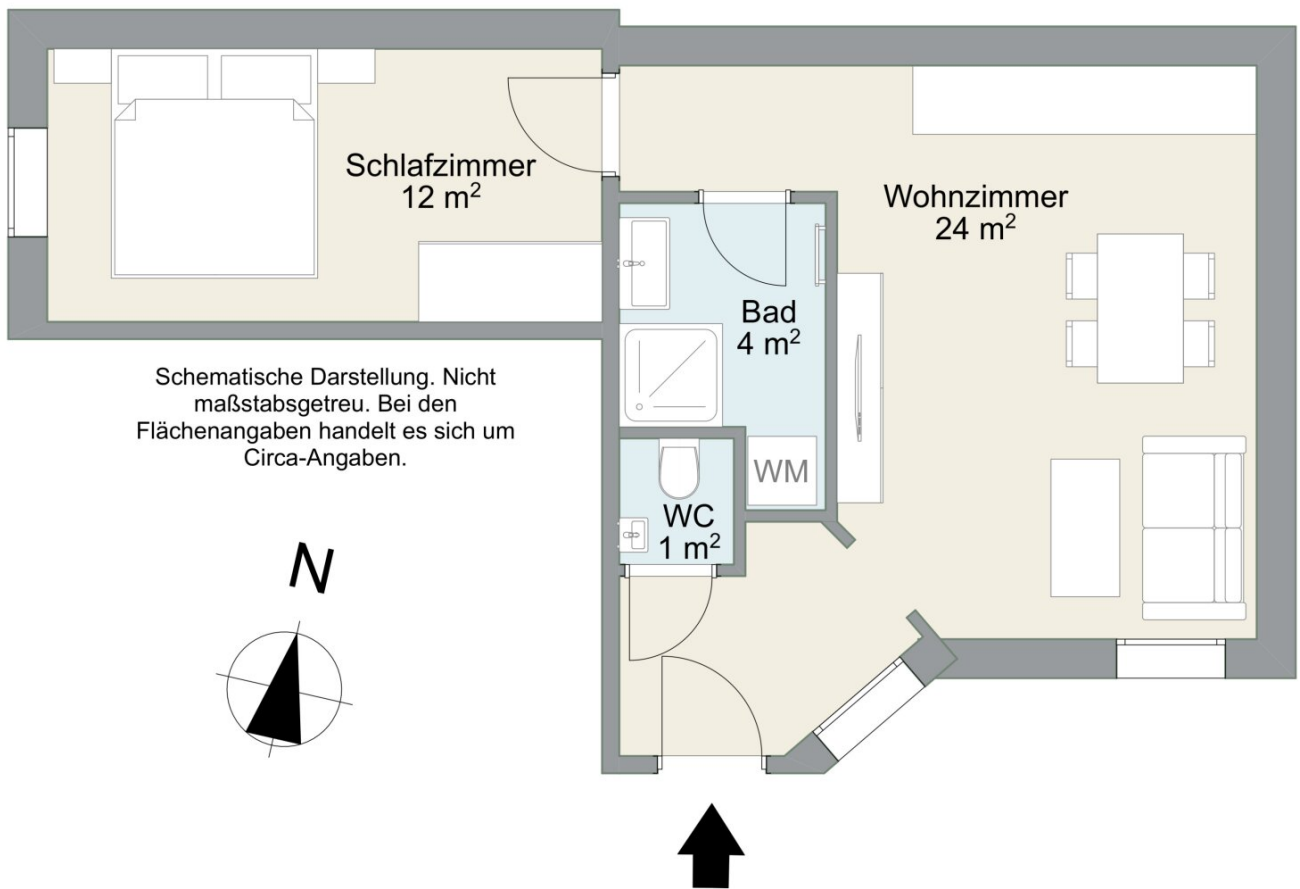 Schlafzimmer
12 m²
Wohnzimmer
24 m²
Bad
4 m²
Schematische Darstellung. Nicht
maßstabsgetreu. Bei den
Flächenangaben handelt es sich um
Circa-Angaben.
WM
WC
1 m²
N